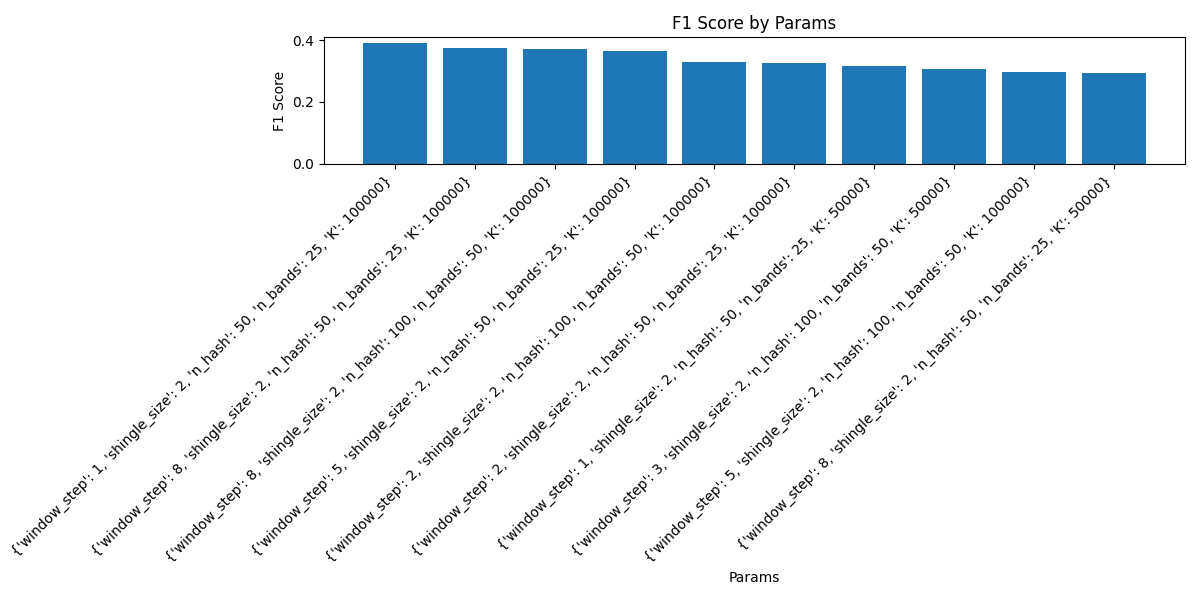 F1 Score by Params
F1 Score
0.4
0.2
0.0
{'window_step': 1, 'shingle_size': 2, 'n_hash': 50, 'n_bands': 25, 'K': 100000}
{'window_step': 8, 'shingle_size': 2, 'n_hash': 50, 'n_bands': 25, 'K': 100000}
{'window_step': 8, 'shingle_size': 2, 'n_hash': 100, 'n_bands': 50, 'K': 100000}
{'window_step': 5, 'shingle_size': 2, 'n_hash': 50, 'n_bands': 25, 'K': 100000}
{'window_step': 2, 'shingle_size': 2, 'n_hash': 100, 'n_bands': 50, 'K': 100000}
{'window_step': 2, 'shingle_size': 2, 'n_hash': 50, 'n_bands': 25, 'K': 100000}
{'window_step': 1, 'shingle_size': 2, 'n_hash': 50, 'n_bands': 25, 'K': 50000}
{'window_step': 3, 'shingle_size': 2, 'n_hash': 100, 'n_bands': 50, 'K': 50000}
{'window_step': 5, 'shingle_size': 2, 'n_hash': 100, 'n_bands': 50, 'K': 100000}
{'window_step': 8, 'shingle_size': 2, 'n_hash': 50, 'n_bands': 25, 'K': 50000}
Params